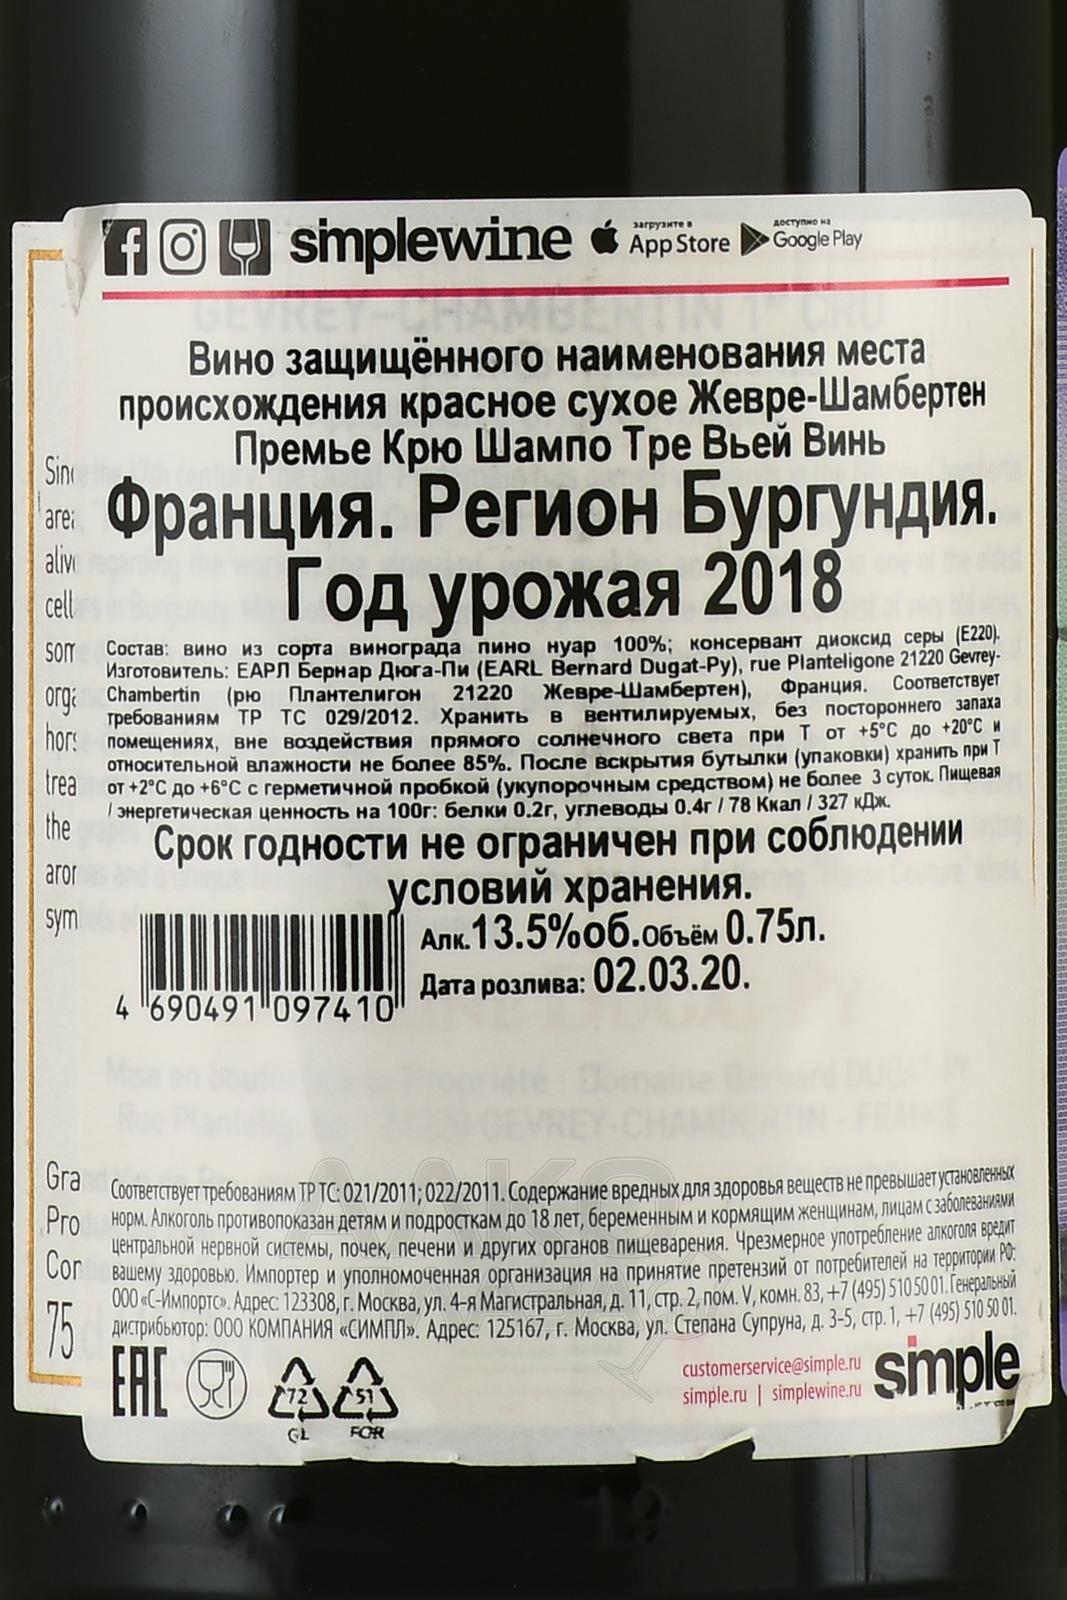 simplewine загрузите в App Store доступно на Google Play
GEVREY-CHAMBERTIN 1er CRU
Вино защищённого наименования места
происхождения красное сухое Жевре-Шамбертен
Премье Крю Шампо Тре Вьей Винь
Франция. Регион Бургундия.
Год урожая 2018
Состав: вино из сорта винограда пино нуар 100%; консервант диоксид серы (E220).
Изготовитель: ЕАРЛ Бернар Дюга-Пи (EARL Bernard Dugat-Py), rue Planteligone 21220 Gevrey-
Chambertin (рю Плантелигон 21220 Жевре-Шамбертен), Франция. Соответствует
требованиям ТР ТС 029/2012. Хранить в вентилируемых, без постороннего запаха
помещениях, вне воздействия прямого солнечного света при Т от +5°С до +20°С и
относительной влажности не более 85%. После вскрытия бутылки (упаковки) хранить при Т
от +2°С до +6°С с герметичной пробкой (укупорочным средством) не более 3 суток. Пищевая
/ энергетическая ценность на 100г: белки 0.2г, углеводы 0.4г / 78 Ккал / 327 кДж.
Срок годности не ограничен при соблюдении
условий хранения.
Алк.13.5%об.Объём 0.75л.
Дата розлива: 02.03.20.
4 690491 097410
Соответствует требованиям ТР ТС: 021/2011; 022/2011. Содержание вредных для здоровья веществ не превышает установленных
норм. Алкоголь противопоказан детям и подросткам до 18 лет, беременным и кормящим женщинам, лицам с заболеваниями
центральной нервной системы, почек, печени и других органов пищеварения. Чрезмерное употребление алкоголя вредит
вашему здоровью. Импортер и уполномоченная организация на принятие претензий от потребителей на территории РФ:
ООО «С-Импортс». Адрес: 123308, г. Москва, ул. 4-я Магистральная, д. 11, стр. 2, пом. V, комн. 83, +7 (495) 510 50 01. Генеральный
дистрибьютор: ООО КОМПАНИЯ «СИМПЛ». Адрес: 125167, г. Москва, ул. Степана Супруна, д. 3-5, стр. 1, +7 (495) 510 50 01.
EAC
72 51
GL FOR
customerservice@simple.ru
simple.ru | simplewine.ru
simple
75